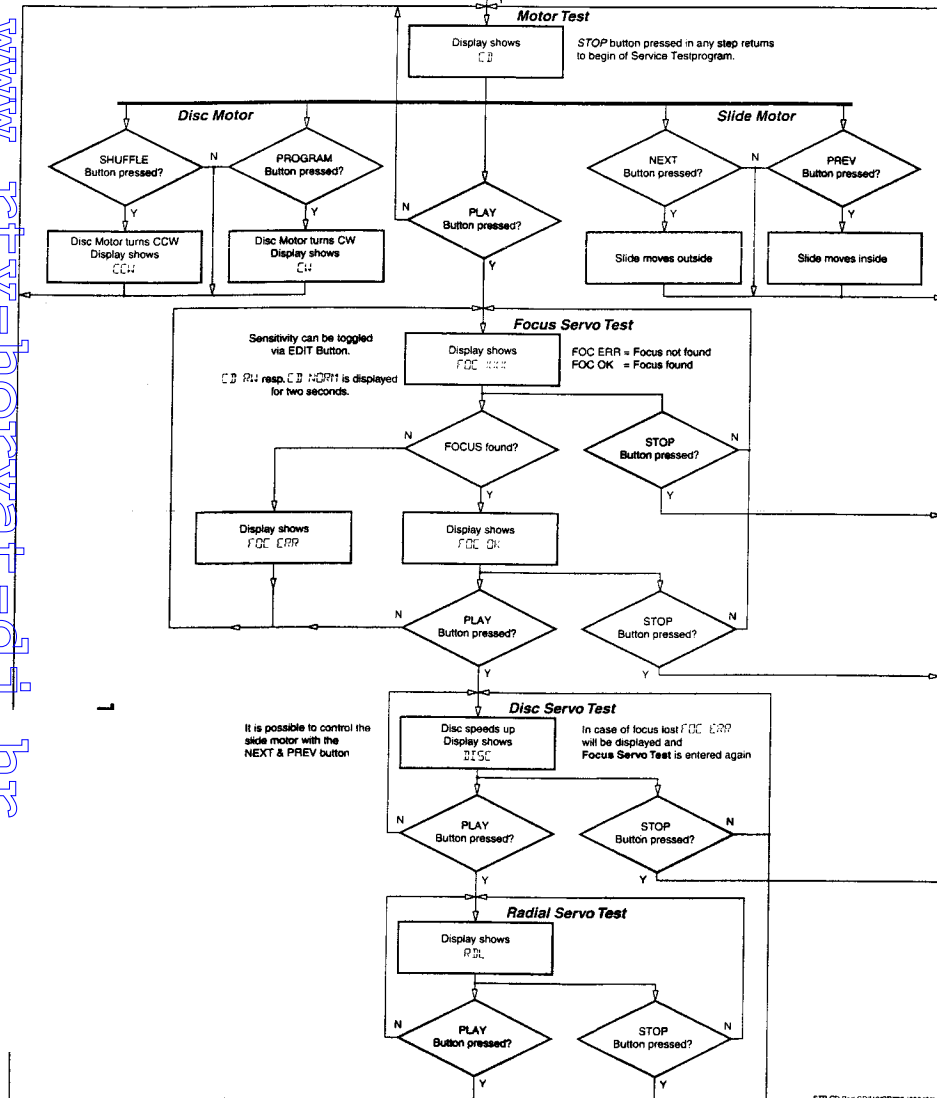 Motor Test
Display shows
CD
STOP button pressed in any step returns
to begin of Service Testprogram.
Disc Motor
Slide Motor
SHUFFLE
Button pressed?
N
PROGRAM
Button pressed?
NEXT
Button pressed?
N
PREV
Button pressed?
Y
Y
N
PLAY
Button pressed?
Y
Y
Y
Disc Motor turns CCW
Display shows
CCW
Disc Motor turns CW
Display shows
CW
Slide moves outside
Slide moves inside
Focus Servo Test
Sensitivity can be toggled
via EDIT Button.
CD RW resp. CD NORM is displayed
for two seconds.
Display shows
FOC
FOC ERR = Focus not found
FOC OK = Focus found
N
FOCUS found?
STOP
Button pressed?
N
Y
Y
Display shows
FOC ERR
Display shows
FOC OK
N
PLAY
Button pressed?
STOP
Button pressed?
N
Y
Y
Disc Servo Test
It is possible to control the
slide motor with the
NEXT & PREV button
Disc speeds up
Display shows
DISC
In case of focus lost FOC ERR
will be displayed and
Focus Servo Test is entered again
N
PLAY
Button pressed?
STOP
Button pressed?
N
Y
Y
Radial Servo Test
Display shows
RDL
N
PLAY
Button pressed?
STOP
Button pressed?
N
Y
Y
www rtv-horvat-dj hr